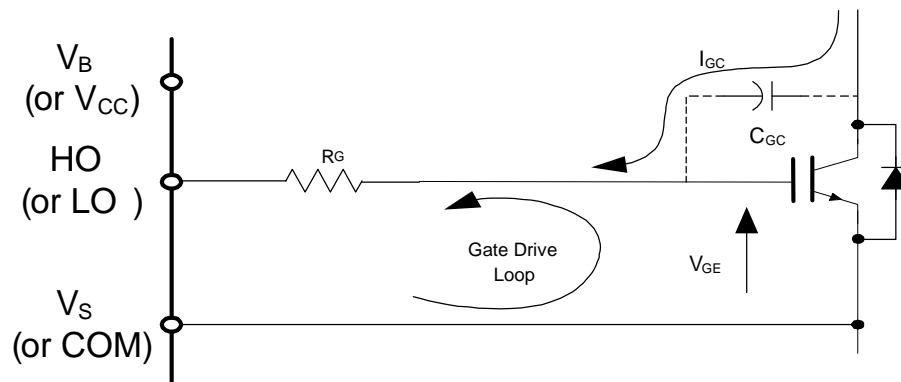 V_B
(or V_CC)
HO
(or LO )
V_S
(or COM)
R_G
Gate Drive
Loop
I_GC
C_GC
V_GE